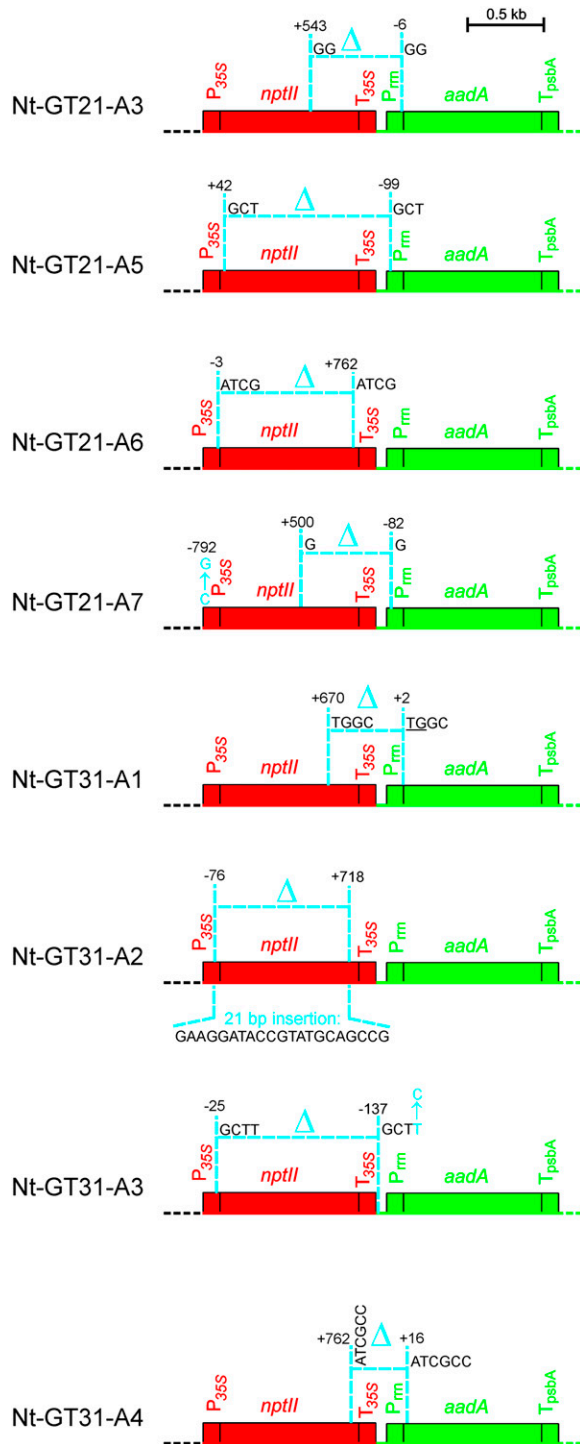 0.5 kb
Nt-GT21-A3
+543 GG Δ -6 GG
P35S nptII T35S Prrn aadA TpsbA
Nt-GT21-A5
+42 GCT Δ -99 GCT
P35S nptII T35S Prrn aadA TpsbA
Nt-GT21-A6
-3 ATCG Δ +762 ATCG
P35S nptII T35S Prrn aadA TpsbA
Nt-GT21-A7
-792 C→G +500 G Δ -82 G
P35S nptII T35S Prrn aadA TpsbA
Nt-GT31-A1
+670 TGGC Δ +2 TGGC
P35S nptII T35S Prrn aadA TpsbA
Nt-GT31-A2
-76 Δ +718
P35S nptII T35S Prrn aadA TpsbA
21 bp insertion:
GAAGGATACCGTATGCAGCCG
Nt-GT31-A3
-25 GCTT Δ -137 GCTT→C
P35S nptII T35S Prrn aadA TpsbA
Nt-GT31-A4
+762 ATCGCC Δ +16 ATCGCC
P35S nptII T35S Prrn aadA TpsbA